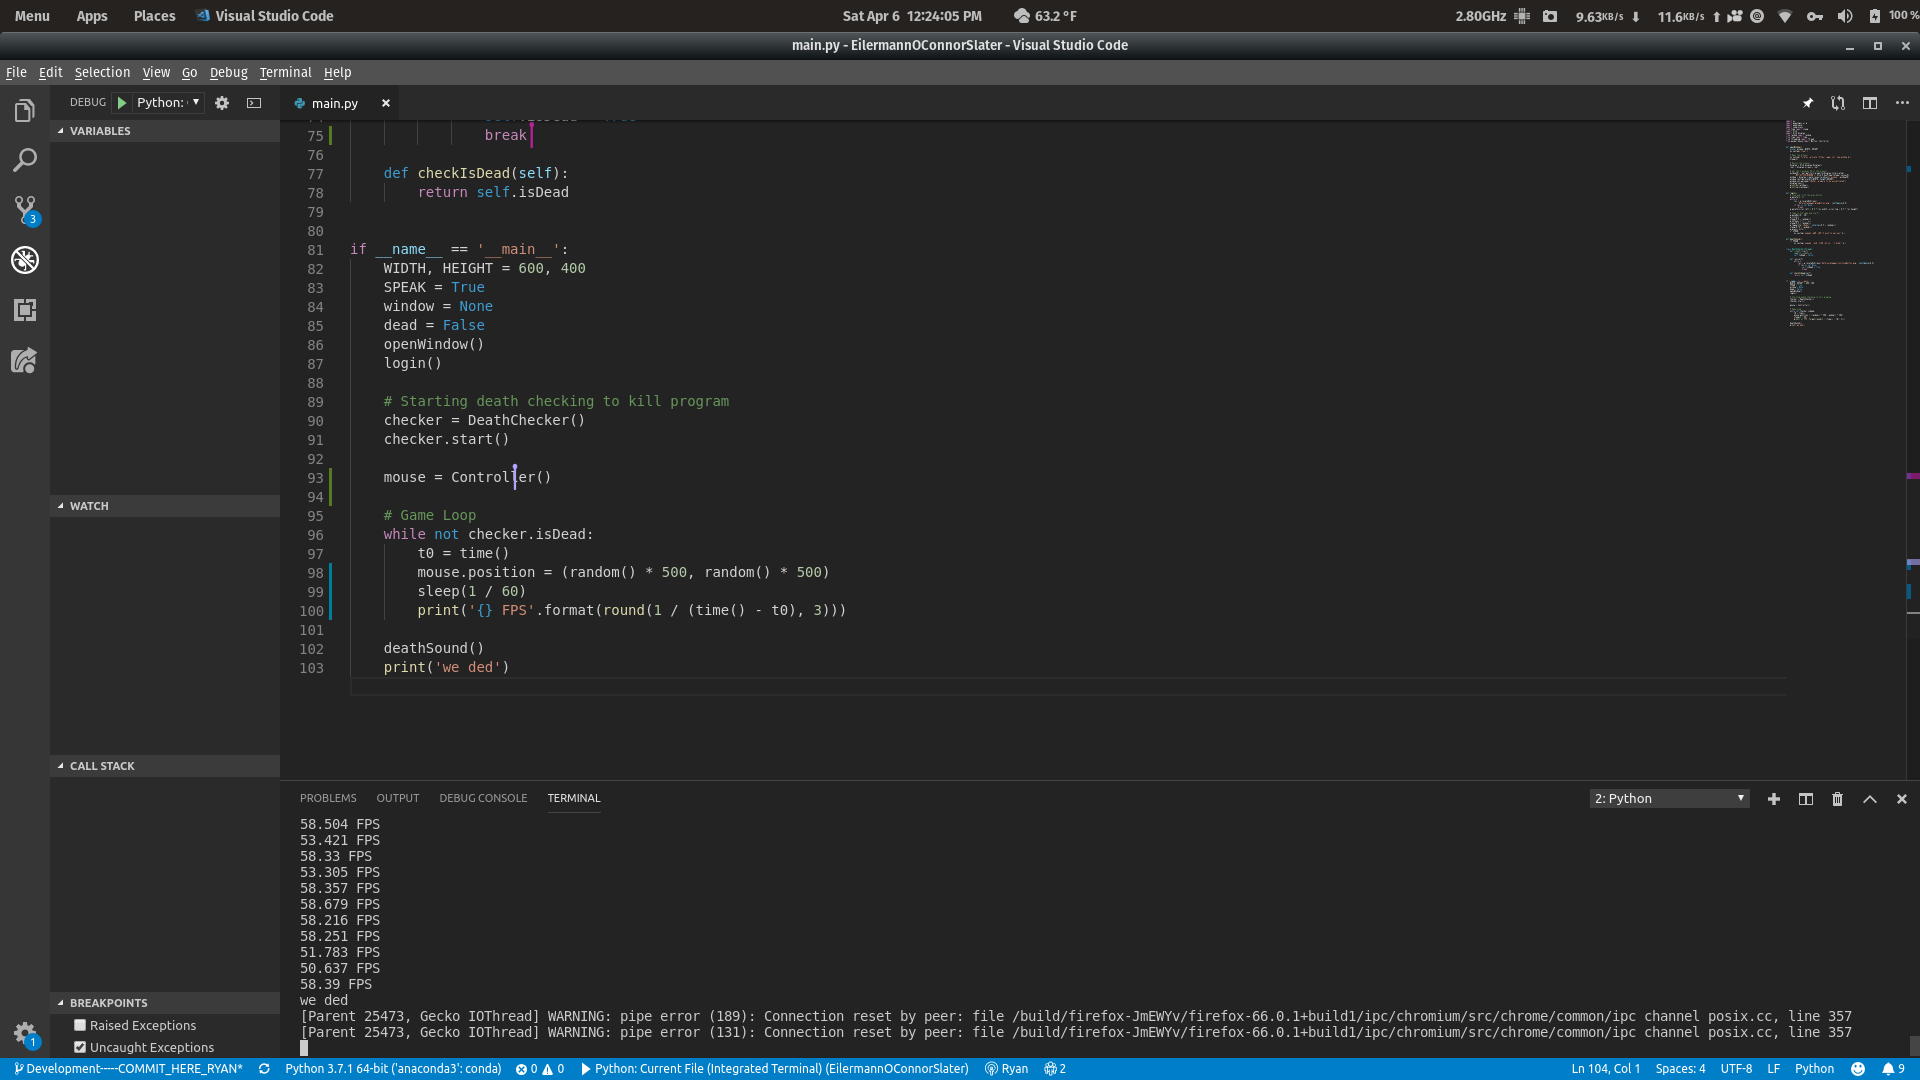 Menu Apps Places Visual Studio Code Sat Apr 6 12:24:05 PM 63.2 °F 2.80GHz 9.63KB/s 11.6KB/s 100 %
main.py - EilermannOConnorSlater - Visual Studio Code
File Edit Selection View Go Debug Terminal Help
DEBUG Python: main.py
VARIABLES
75 break
76
77 def checkIsDead(self):
78 return self.isDead
79
80
81 if __name__ == '__main__':
82 WIDTH, HEIGHT = 600, 400
83 SPEAK = True
84 window = None
85 dead = False
86 openWindow()
87 login()
88
89 # Starting death checking to kill program
90 checker = DeathChecker()
91 checker.start()
92
93 mouse = Controller()
94
95 # Game Loop
96 while not checker.isDead:
97 t0 = time()
98 mouse.position = (random() * 500, random() * 500)
99 sleep(1 / 60)
100 print('{} FPS'.format(round(1 / (time() - t0), 3)))
101
102 deathSound()
103 print('we ded')
3
WATCH
CALL STACK
BREAKPOINTS
Raised Exceptions
Uncaught Exceptions
1
PROBLEMS OUTPUT DEBUG CONSOLE TERMINAL 2: Python
58.504 FPS
53.421 FPS
58.33 FPS
53.305 FPS
58.357 FPS
58.679 FPS
58.216 FPS
58.251 FPS
51.783 FPS
50.637 FPS
58.39 FPS
we ded
[Parent 25473, Gecko IOThread] WARNING: pipe error (189): Connection reset by peer: file /build/firefox-JmEWYv/firefox-66.0.1+build1/ipc/chromium/src/chrome/common/ipc channel posix.cc, line 357
[Parent 25473, Gecko IOThread] WARNING: pipe error (131): Connection reset by peer: file /build/firefox-JmEWYv/firefox-66.0.1+build1/ipc/chromium/src/chrome/common/ipc channel posix.cc, line 357
Development-----COMMIT_HERE_RYAN* Python 3.7.1 64-bit ('anaconda3': conda) 0 0 Python: Current File (Integrated Terminal) (EilermannOConnorSlater) Ryan 2 Ln 104, Col 1 Spaces: 4 UTF-8 LF Python 9